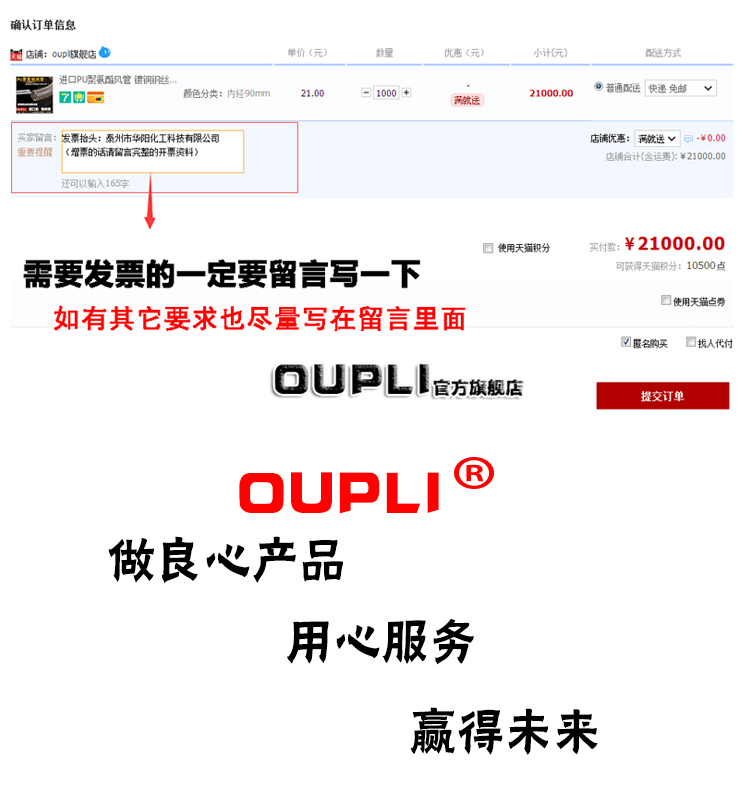 确认订单信息
店铺：oupli旗舰店 单价（元） 数量 优惠（元） 小计(元) 配送方式
进口PU聚氨酯风管 镀铜钢丝... 颜色分类：内径90mm 21.00 1000 - 满就送 21000.00 普通配送 快递 免邮
买家留言： 发票抬头：泰州市华阳化工科技有限公司
重要提醒 （增票的话请留言完整的开票资料）
还可以输入165字
店铺优惠： 满就送 -￥0.00
店铺合计(含运费)：￥21000.00
需要发票的一定要留言写一下
如有其它要求也尽量写在留言里面
使用天猫积分 实付款：￥21000.00
可获得天猫积分：10500点
使用天猫点券
匿名购买 找人代付
OUPLI官方旗舰店
提交订单
OUPLI®
做良心产品
用心服务
赢得未来